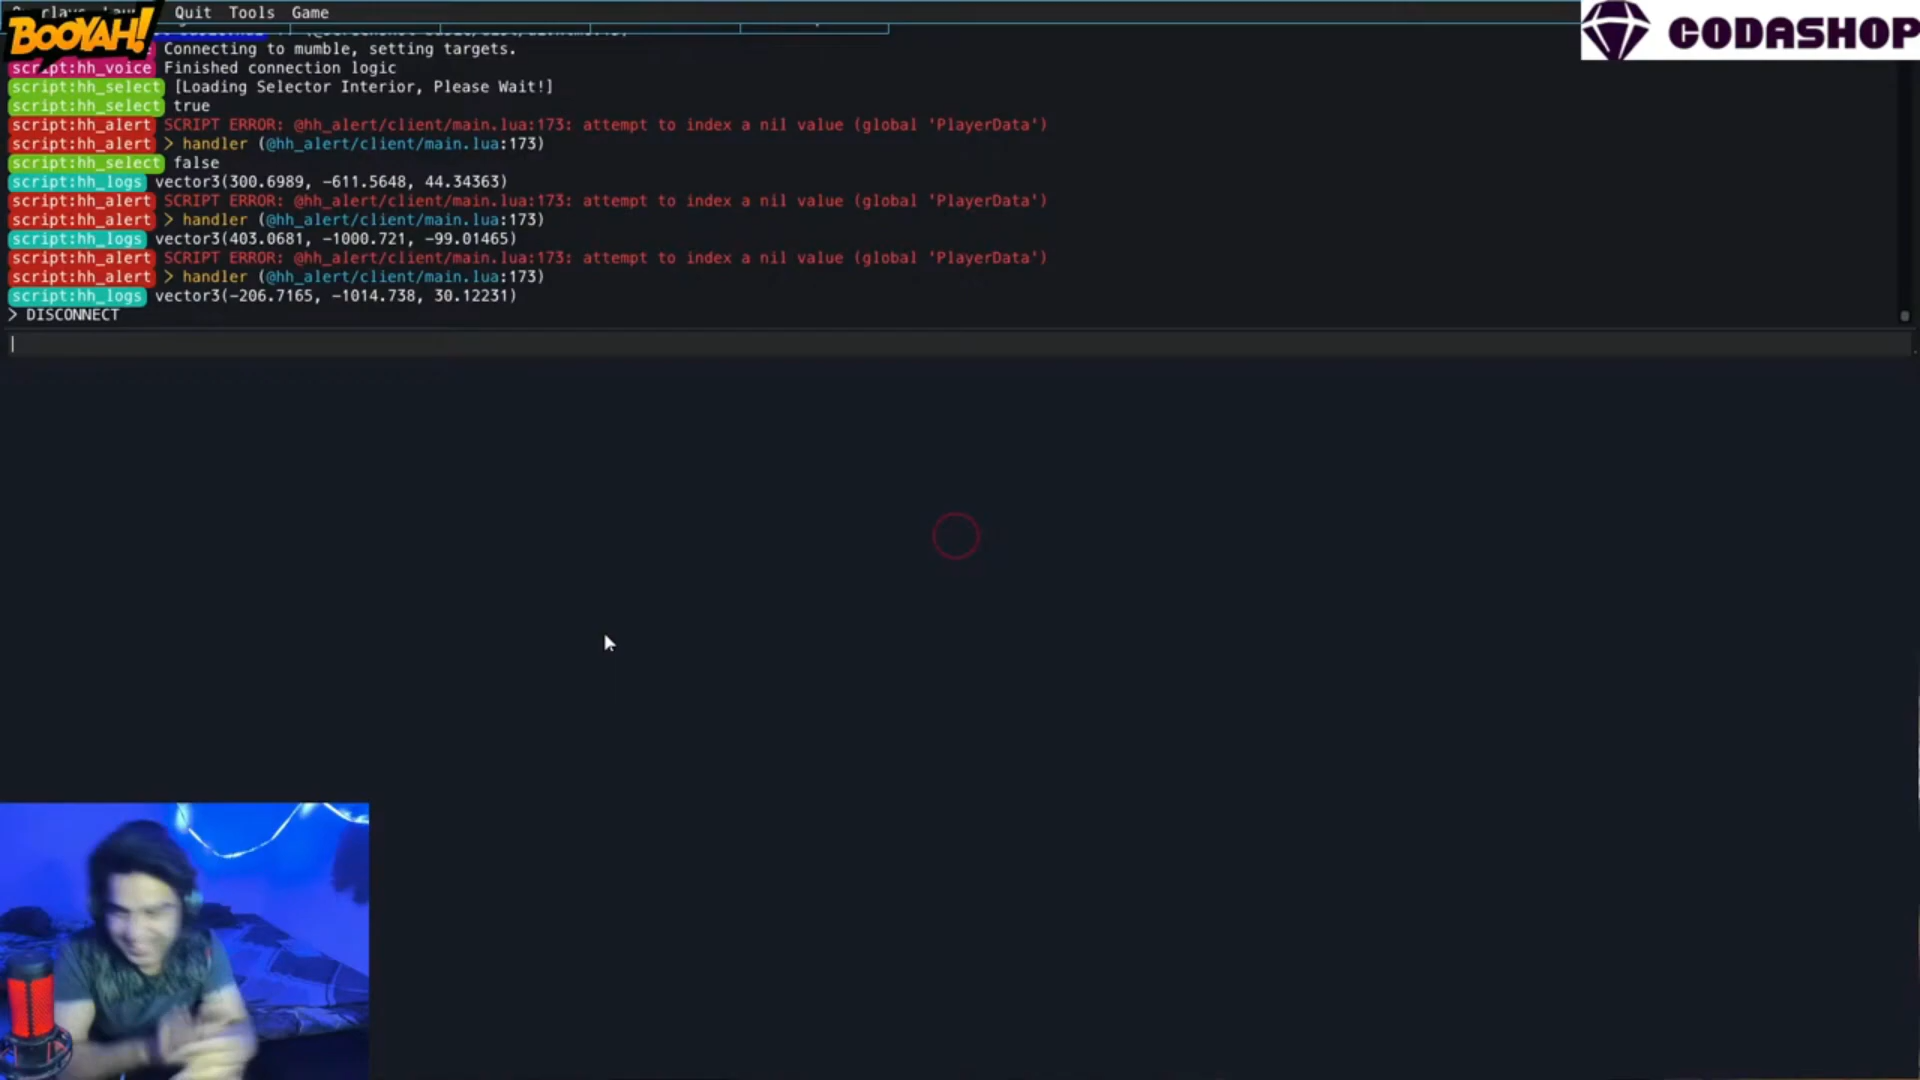 Quit Tools Game
BOOYAH!
CODASHOP
Connecting to mumble, setting targets.
script:hh_voice Finished connection logic
script:hh_select [Loading Selector Interior, Please Wait!]
script:hh_select true
script:hh_alert SCRIPT ERROR: @hh_alert/client/main.lua:173: attempt to index a nil value (global 'PlayerData')
script:hh_alert > handler (@hh_alert/client/main.lua:173)
script:hh_select false
script:hh_logs vector3(300.6989, -611.5648, 44.34363)
script:hh_alert SCRIPT ERROR: @hh_alert/client/main.lua:173: attempt to index a nil value (global 'PlayerData')
script:hh_alert > handler (@hh_alert/client/main.lua:173)
script:hh_logs vector3(403.0681, -1000.721, -99.01465)
script:hh_alert SCRIPT ERROR: @hh_alert/client/main.lua:173: attempt to index a nil value (global 'PlayerData')
script:hh_alert > handler (@hh_alert/client/main.lua:173)
script:hh_logs vector3(-206.7165, -1014.738, 30.12231)
> DISCONNECT